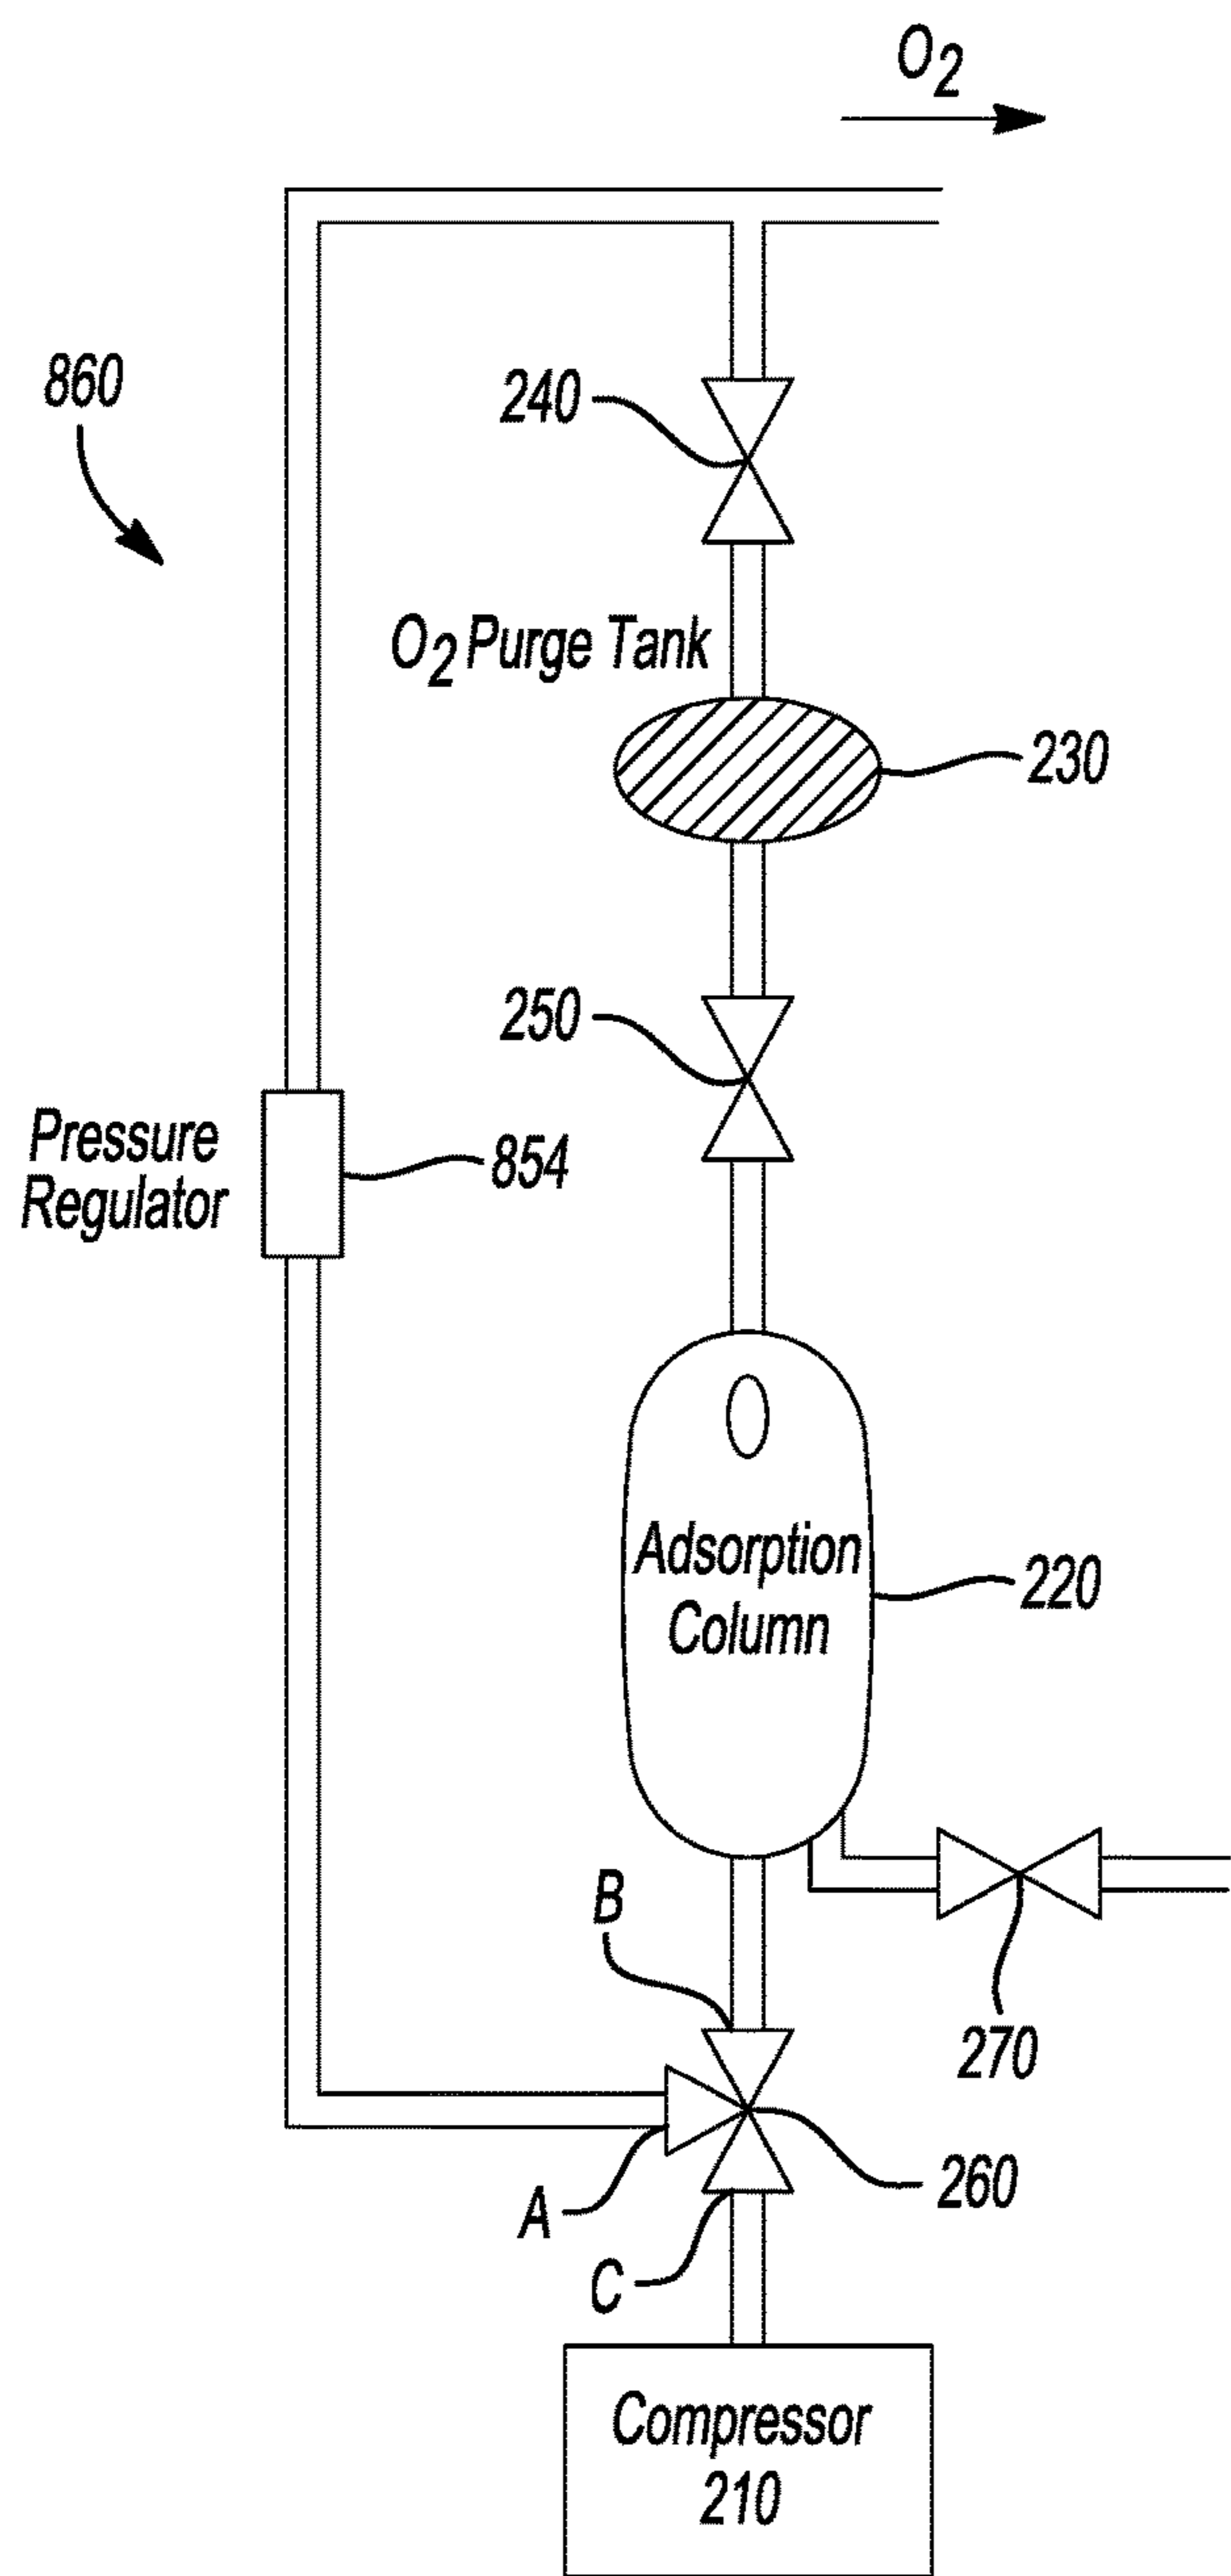 O2
860
240
O2 Purge Tank
230
250
Pressure
Regulator
854
Adsorption
Column
220
B
270
A
260
C
Compressor
210